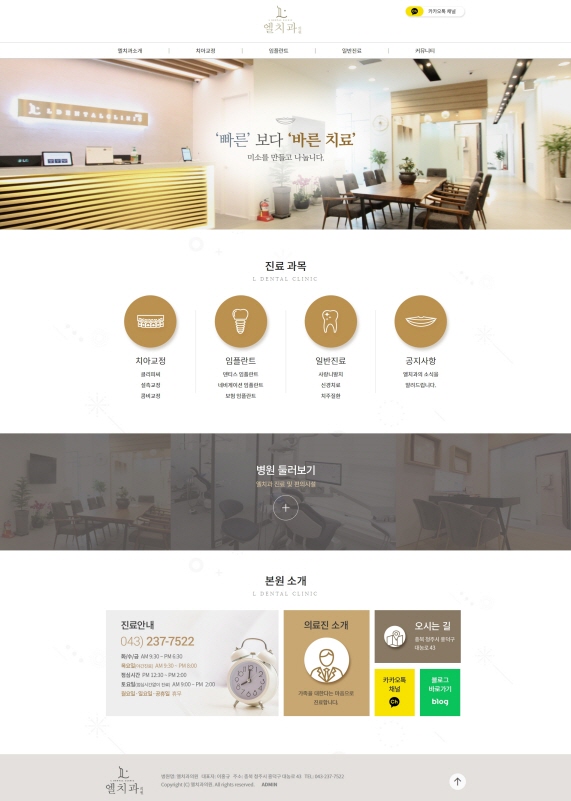 엘치과의원
카카오톡 채널
엘치과소개 | 치아교정 | 임플란트 | 일반진료 | 커뮤니티
L DENTAL CLINIC
‘빠른’ 보다 ‘바른 치료’
미소를 만들고 나눕니다.
진료 과목
L DENTAL CLINIC
치아교정
클리피씨
설측교정
콤비교정
임플란트
덴티스 임플란트
네비게이션 임플란트
보험 임플란트
일반진료
사랑니발치
신경치료
치주질환
공지사항
엘치과의 소식을
알려드립니다.
병원 둘러보기
엘치과 진료 및 편의시설
본원 소개
L DENTAL CLINIC
진료안내
043) 237-7522
화/수/금 AM 9:30 ~ PM 6:30
목요일(야간진료) AM 9:30 ~ PM 8:00
점심시간 PM 12:30 ~ PM 2:00
토요일(점심시간없이 진료) AM 9:00 ~ PM 2:00
월요일·일요일·공휴일 휴무
의료진 소개
가족을 대한다는 마음으로
진료합니다.
오시는 길
충북 청주시 흥덕구
대농로 43
카카오톡
채널
Ch
블로그
바로가기
blog
엘치과의원
병원명: 엘치과의원 주소: 충북 청주시 흥덕구 대농로 43 TEL: 043-237-7522
Copyright (C) 엘치과의원. All rights reserved. ADMIN